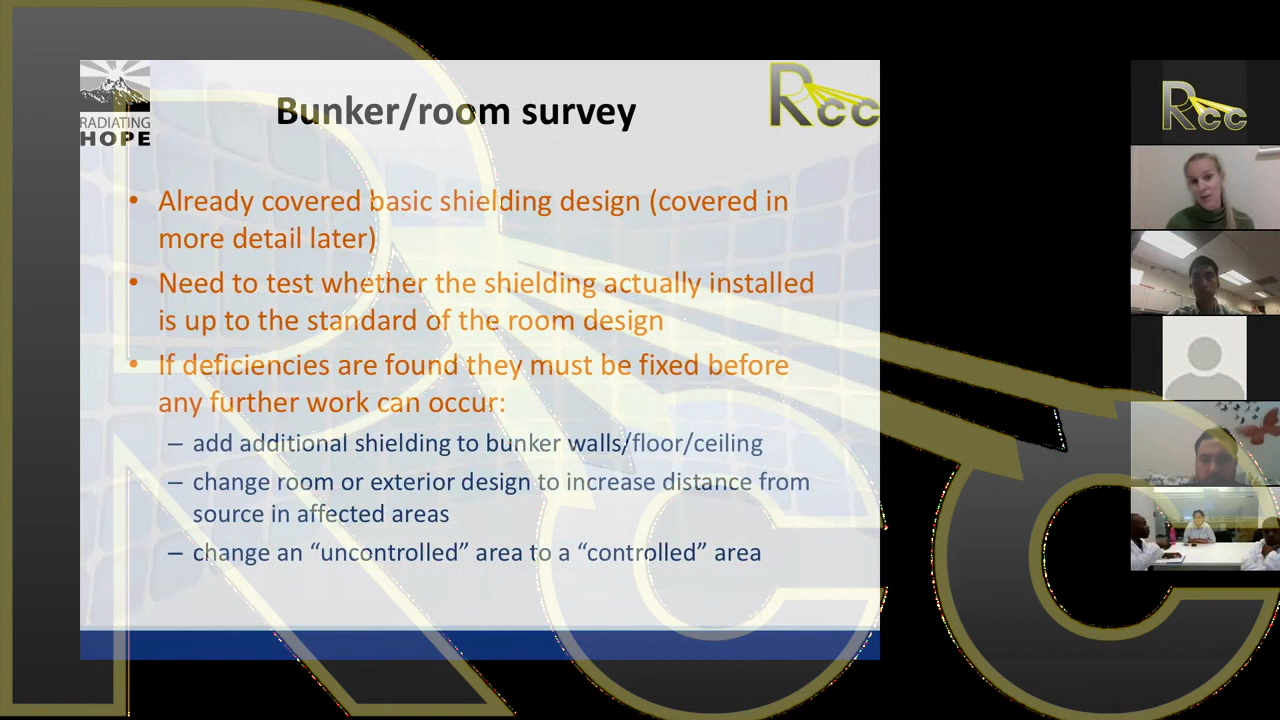 RADIATING
HOPE
Bunker/room survey
Rcc
• Already covered basic shielding design (covered in
more detail later)
• Need to test whether the shielding actually installed
is up to the standard of the room design
• If deficiencies are found they must be fixed before
any further work can occur:
– add additional shielding to bunker walls/floor/ceiling
– change room or exterior design to increase distance from
source in affected areas
– change an “uncontrolled” area to a “controlled” area
Rcc
Rcc